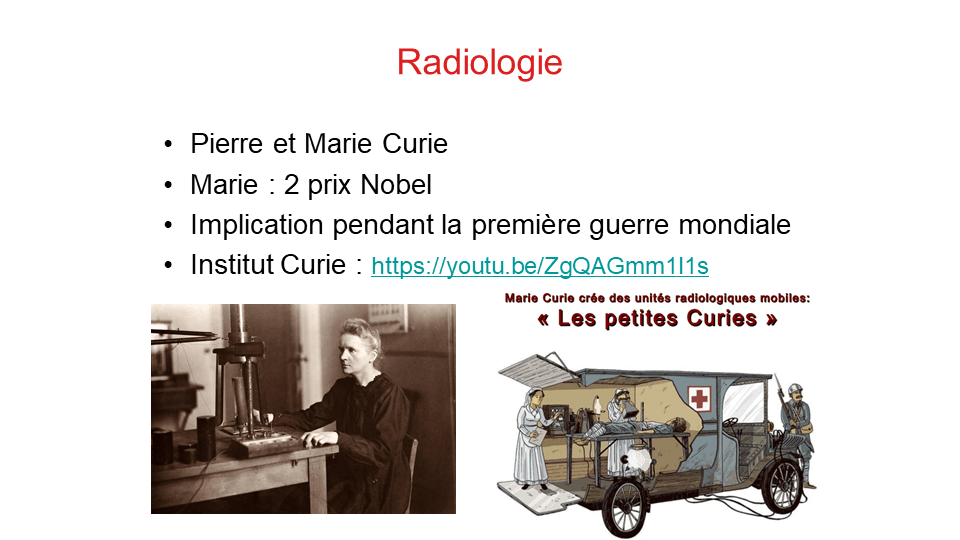 Radiologie
• Pierre et Marie Curie
• Marie : 2 prix Nobel
• Implication pendant la première guerre mondiale
• Institut Curie : https://youtu.be/ZgQAGmm1l1s
Marie Curie crée des unités radiologiques mobiles:
« Les petites Curies »